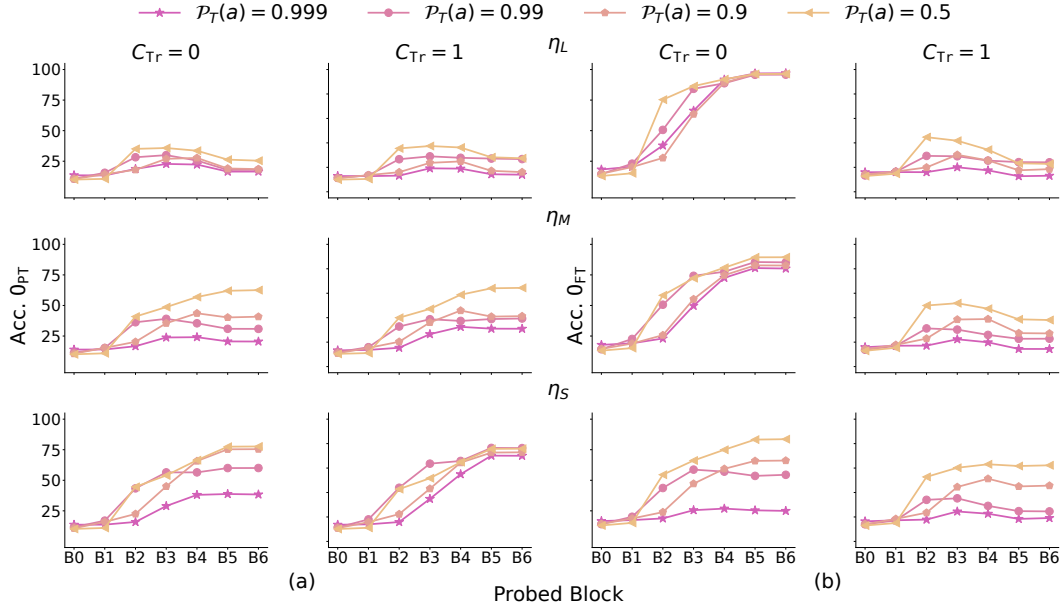 𝒫_T(a) = 0.999 𝒫_T(a) = 0.99 𝒫_T(a) = 0.9 𝒫_T(a) = 0.5
η_L
C_Tr = 0 C_Tr = 1 C_Tr = 0 C_Tr = 1
100
75
50
25
η_M
100
75
50
25
Acc. 0_PT
Acc. 0_FT
η_S
100
75
50
25
B0 B1 B2 B3 B4 B5 B6 B0 B1 B2 B3 B4 B5 B6 B0 B1 B2 B3 B4 B5 B6 B0 B1 B2 B3 B4 B5 B6
(a) (b)
Probed Block